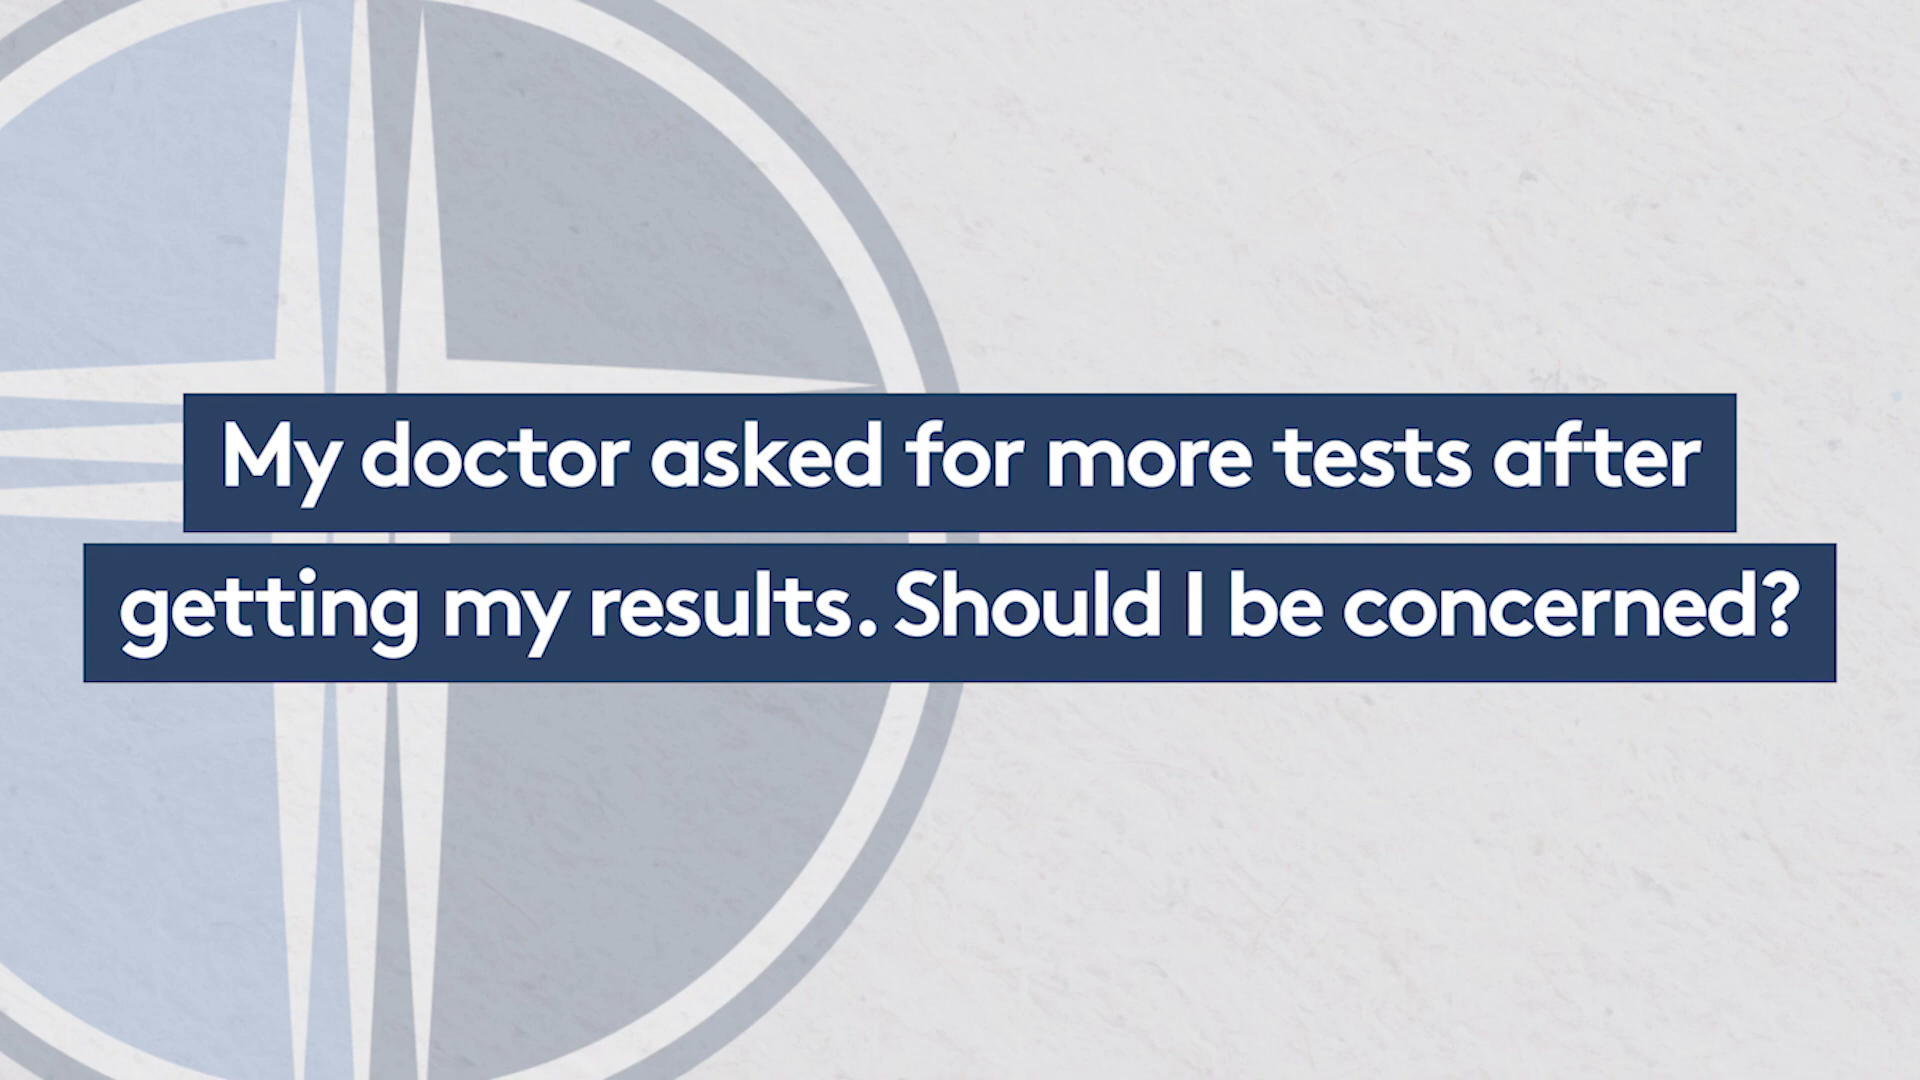 My doctor asked for more tests after
getting my results. Should I be concerned?